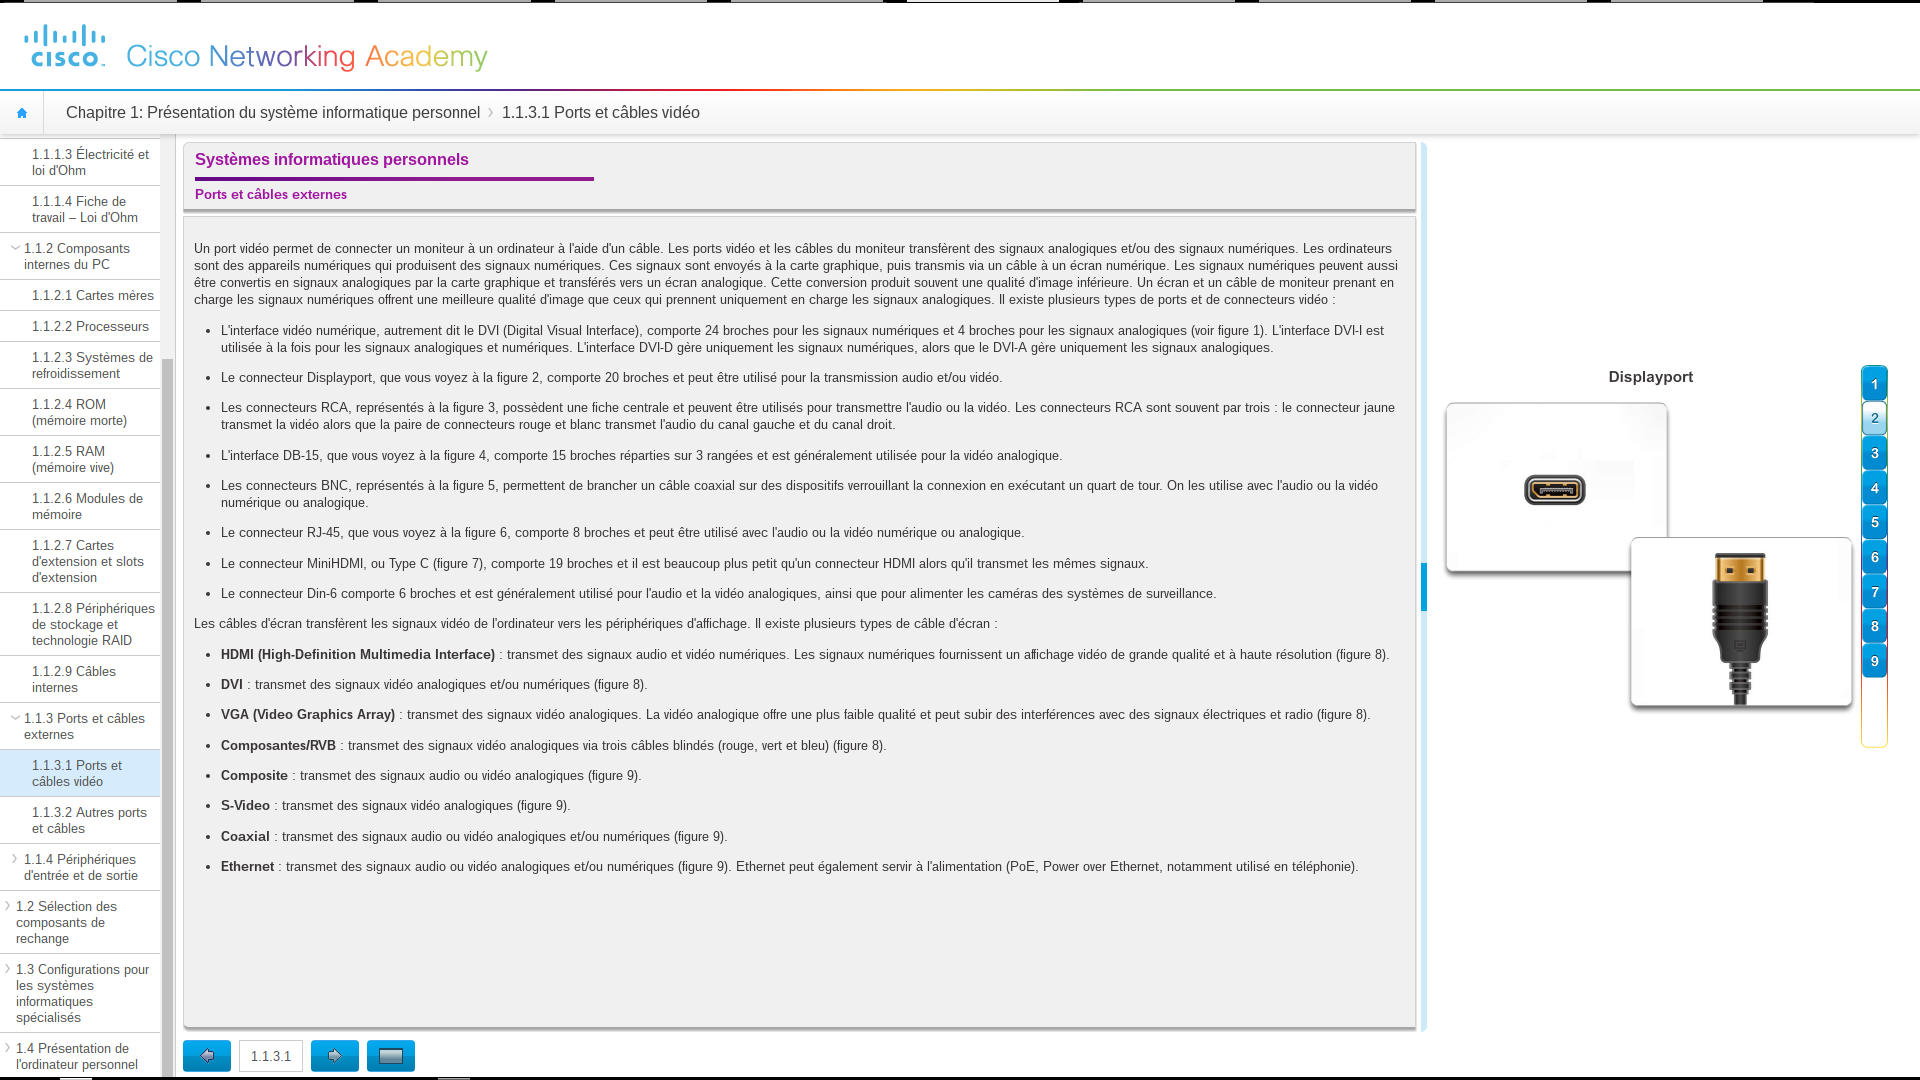 CISCO
Cisco Networking Academy
Chapitre 1: Présentation du système informatique personnel
1.1.3.1 Ports et câbles vidéo
1.1.1.3 Électricité et
loi d'Ohm
1.1.1.4 Fiche de
travail – Loi d'Ohm
1.1.2 Composants
internes du PC
1.1.2.1 Cartes mères
1.1.2.2 Processeurs
1.1.2.3 Systèmes de
refroidissement
1.1.2.4 ROM
(mémoire morte)
1.1.2.5 RAM
(mémoire vive)
1.1.2.6 Modules de
mémoire
1.1.2.7 Cartes
d'extension et slots
d'extension
1.1.2.8 Périphériques
de stockage et
technologie RAID
1.1.2.9 Câbles
internes
1.1.3 Ports et câbles
externes
1.1.3.1 Ports et
câbles vidéo
1.1.3.2 Autres ports
et câbles
1.1.4 Périphériques
d'entrée et de sortie
1.2 Sélection des
composants de
rechange
1.3 Configurations pour
les systèmes
informatiques
spécialisés
1.4 Présentation de
l'ordinateur personnel
Systèmes informatiques personnels
Ports et câbles externes
Un port vidéo permet de connecter un moniteur à un ordinateur à l'aide d'un câble. Les ports vidéo et les câbles du moniteur transfèrent des signaux analogiques et/ou des signaux numériques. Les ordinateurs
sont des appareils numériques qui produisent des signaux numériques. Ces signaux sont envoyés à la carte graphique, puis transmis via un câble à un écran numérique. Les signaux numériques peuvent aussi
être convertis en signaux analogiques par la carte graphique et transférés vers un écran analogique. Cette conversion produit souvent une qualité d'image inférieure. Un écran et un câble de moniteur prenant en
charge les signaux numériques offrent une meilleure qualité d'image que ceux qui prennent uniquement en charge les signaux analogiques. Il existe plusieurs types de ports et de connecteurs vidéo :
• L'interface vidéo numérique, autrement dit le DVI (Digital Visual Interface), comporte 24 broches pour les signaux numériques et 4 broches pour les signaux analogiques (voir figure 1). L'interface DVI-I est
utilisée à la fois pour les signaux analogiques et numériques. L'interface DVI-D gère uniquement les signaux numériques, alors que le DVI-A gère uniquement les signaux analogiques.
• Le connecteur Displayport, que vous voyez à la figure 2, comporte 20 broches et peut être utilisé pour la transmission audio et/ou vidéo.
• Les connecteurs RCA, représentés à la figure 3, possèdent une fiche centrale et peuvent être utilisés pour transmettre l'audio ou la vidéo. Les connecteurs RCA sont souvent par trois : le connecteur jaune
transmet la vidéo alors que la paire de connecteurs rouge et blanc transmet l'audio du canal gauche et du canal droit.
• L'interface DB-15, que vous voyez à la figure 4, comporte 15 broches réparties sur 3 rangées et est généralement utilisée pour la vidéo analogique.
• Les connecteurs BNC, représentés à la figure 5, permettent de brancher un câble coaxial sur des dispositifs verrouillant la connexion en exécutant un quart de tour. On les utilise avec l'audio ou la vidéo
numérique ou analogique.
• Le connecteur RJ-45, que vous voyez à la figure 6, comporte 8 broches et peut être utilisé avec l'audio ou la vidéo numérique ou analogique.
• Le connecteur MiniHDMI, ou Type C (figure 7), comporte 19 broches et il est beaucoup plus petit qu'un connecteur HDMI alors qu'il transmet les mêmes signaux.
• Le connecteur Din-6 comporte 6 broches et est généralement utilisé pour l'audio et la vidéo analogiques, ainsi que pour alimenter les caméras des systèmes de surveillance.
Les câbles d'écran transfèrent les signaux vidéo de l'ordinateur vers les périphériques d'affichage. Il existe plusieurs types de câble d'écran :
• HDMI (High-Definition Multimedia Interface) : transmet des signaux audio et vidéo numériques. Les signaux numériques fournissent un affichage vidéo de grande qualité et à haute résolution (figure 8).
• DVI : transmet des signaux vidéo analogiques et/ou numériques (figure 8).
• VGA (Video Graphics Array) : transmet des signaux vidéo analogiques. La vidéo analogique offre une plus faible qualité et peut subir des interférences avec des signaux électriques et radio (figure 8).
• Composantes/RVB : transmet des signaux vidéo analogiques via trois câbles blindés (rouge, vert et bleu) (figure 8).
• Composite : transmet des signaux audio ou vidéo analogiques (figure 9).
• S-Video : transmet des signaux vidéo analogiques (figure 9).
• Coaxial : transmet des signaux audio ou vidéo analogiques et/ou numériques (figure 9).
• Ethernet : transmet des signaux audio ou vidéo analogiques et/ou numériques (figure 9). Ethernet peut également servir à l'alimentation (PoE, Power over Ethernet, notamment utilisé en téléphonie).
1.1.3.1
Displayport
1
2
3
4
5
6
7
8
9